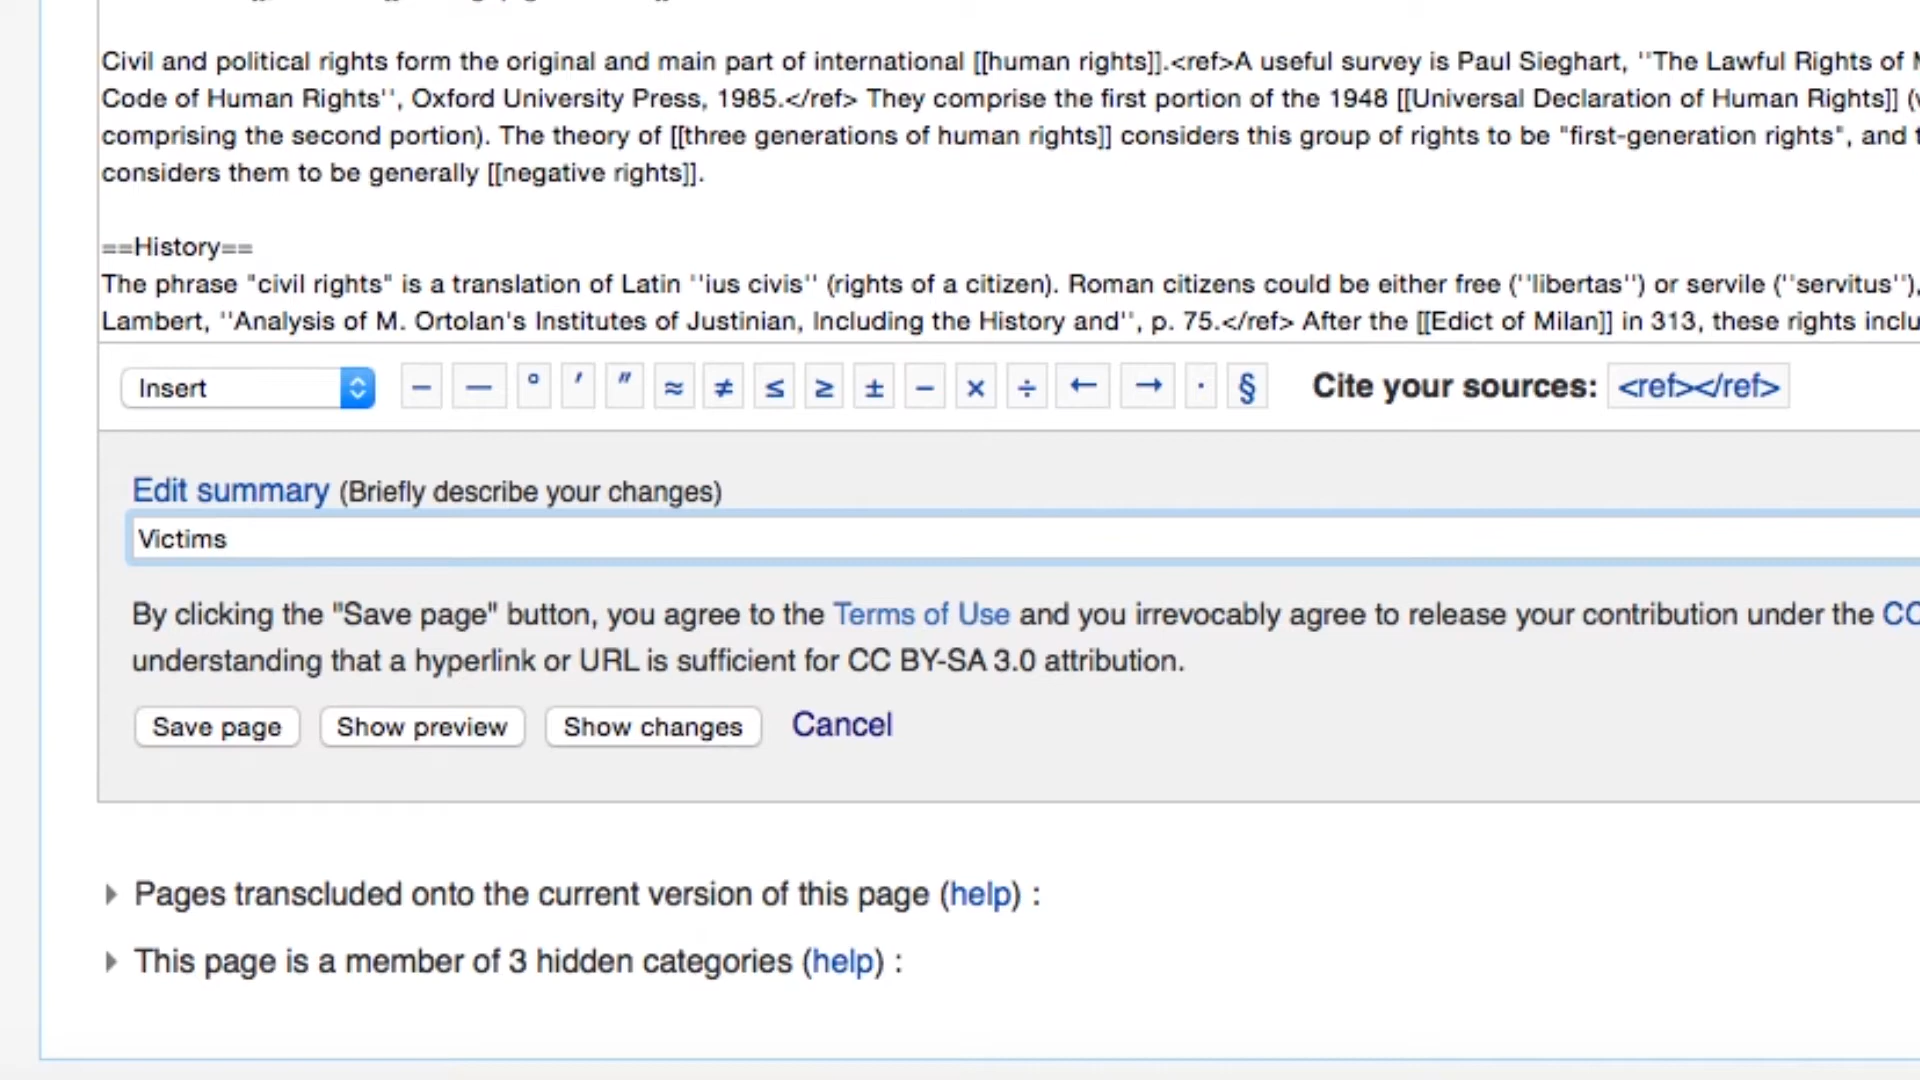 Civil and political rights form the original and main part of international [[human rights]].<ref>A useful survey is Paul Sieghart, ''The Lawful Rights of
Code of Human Rights'', Oxford University Press, 1985.</ref> They comprise the first portion of the 1948 [[Universal Declaration of Human Rights]] (
comprising the second portion). The theory of [[three generations of human rights]] considers this group of rights to be "first-generation rights", and
considers them to be generally [[negative rights]].
==History==
The phrase "civil rights" is a translation of Latin ''ius civis'' (rights of a citizen). Roman citizens could be either free (''libertas'') or servile (''servitus''),
Lambert, ''Analysis of M. Ortolan's Institutes of Justinian, Including the History and'', p. 75.</ref> After the [[Edict of Milan]] in 313, these rights inclu
Insert – — ° ′ ″ ≈ ≠ ≤ ≥ ± − × ÷ ← → · § Cite your sources: <ref></ref>
Edit summary (Briefly describe your changes)
Victims
By clicking the "Save page" button, you agree to the Terms of Use and you irrevocably agree to release your contribution under the CC
understanding that a hyperlink or URL is sufficient for CC BY-SA 3.0 attribution.
Save page Show preview Show changes Cancel
Pages transcluded onto the current version of this page (help) :
This page is a member of 3 hidden categories (help) :